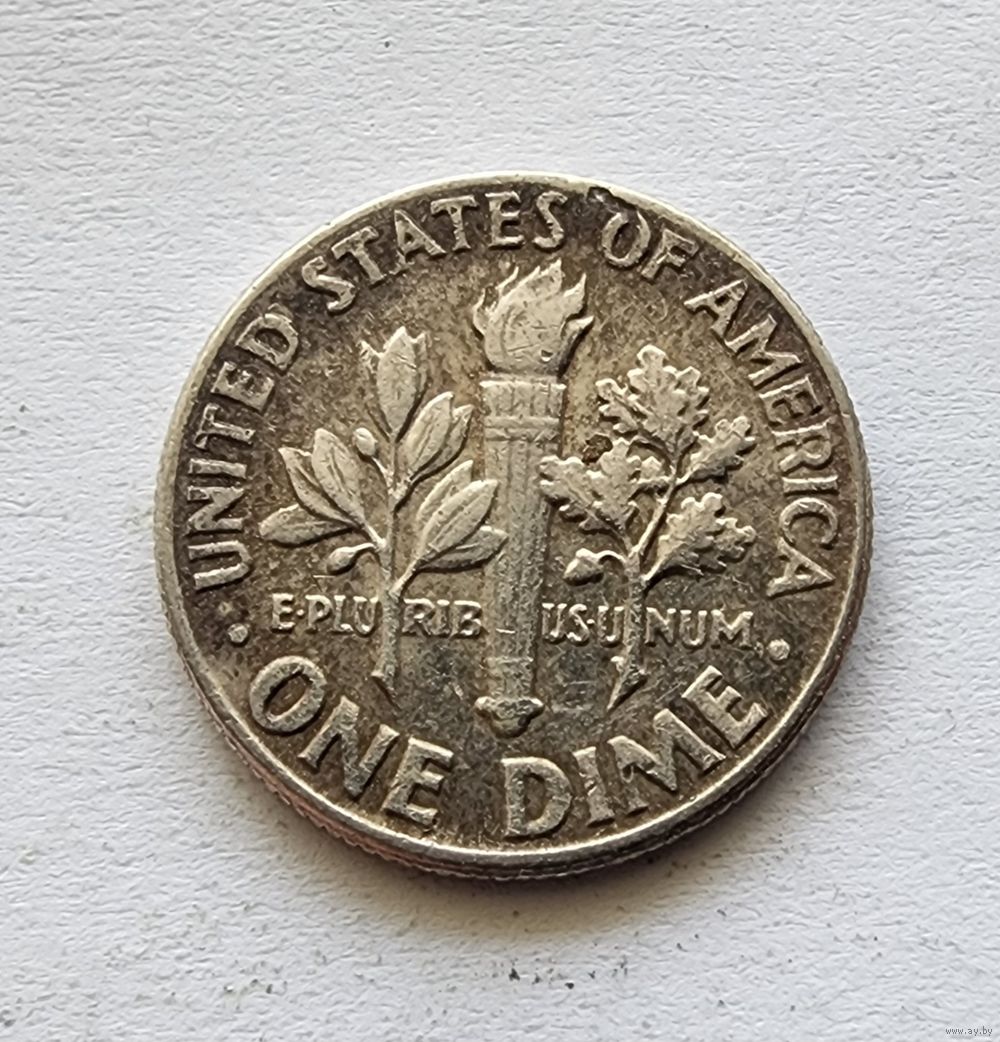 UNITED STATES OF AMERICA
E·PLURIBUS·UNUM
· ONE DIME ·
www.ay.by